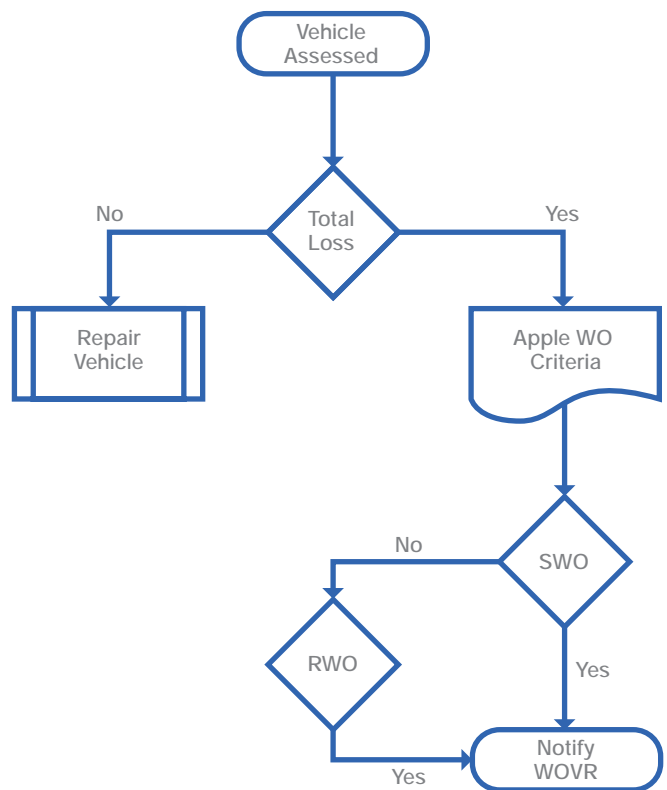 Vehicle
Assessed
No
Total
Loss
Yes
Repair
Vehicle
Apple WO
Criteria
No
SWO
RWO
Yes
Notify
WOVR
Yes